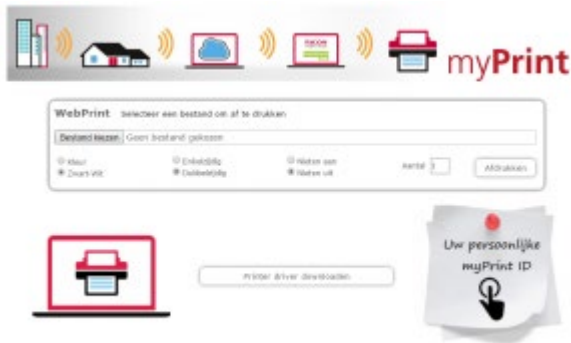 myPrint
WebPrint Selecteer een bestand om af te drukken
Bestand kiezen Geen bestand gekozen
Kleur Enkelzijdig Nieten aan Aantal 1 Afdrukken
Zwart-Wit Dubbelzijdig Nieten uit
Printer driver downloaden
Uw persoonlijke
myPrint ID